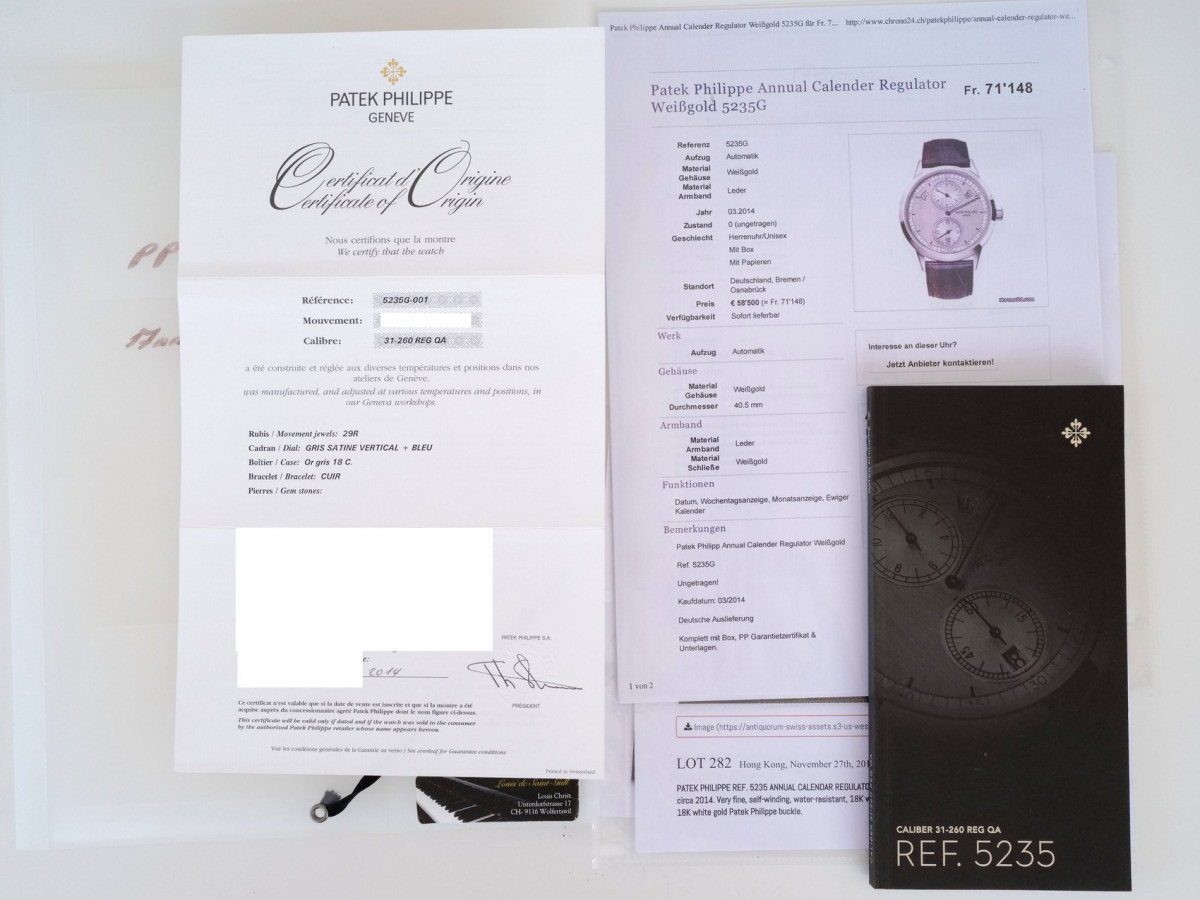 PATEK PHILIPPE
GENEVE
Certificat d'Origine
Certificate of Origin
Nous certifions que la montre
We certify that the watch
Référence: 5235G-001
Mouvement:
Calibre: 31-260 REG QA
a été construite et réglée aux diverses températures et positions dans nos
ateliers de Genève.
was manufactured, and adjusted at various temperatures and positions, in
our Geneva workshops.
Rubis / Movement jewels: 29R
Cadran / Dial: GRIS SATINE VERTICAL + BLEU
Boitier / Case: Or gris 18 C.
Bracelet / Bracelet: CUIR
Pierres / Gem stones:
PATEK PHILIPPE S.A.
2014
PRÉSIDENT
Ce certificat n'est valable que si la date de vente est inscrite et que si la montre a été
acquise auprès du concessionnaire agréé Patek Philippe dont le nom figure ci-dessus.
This certificate will be valid only if dated and if the watch was sold to the consumer
by the authorized Patek Philippe retailer whose name appears hereon.
Voir les conditions générales de la Garantie au verso / See overleaf for Guarantee conditions
Printed in Switzerland
PP
Louis de Saint-Gall
Louis Christ.
Unterdorfstrasse 17
CH- 9116 Wolfertswil
Patek Philippe Annual Calender Regulator Weißgold 5235G für Fr. 7... http://www.chrono24.ch/patekphilippe/annual-calender-regulator-we...
Patek Philippe Annual Calender Regulator
Weißgold 5235G
Fr. 71'148
Referenz 5235G
Aufzug Automatik
Material
Gehäuse Weißgold
Material
Armband Leder
Jahr 03.2014
Zustand 0 (ungetragen)
Geschlecht Herrenuhr/Unisex
Mit Box
Mit Papieren
Standort Deutschland, Bremen /
Osnabrück
Preis € 58'500 (= Fr. 71'148)
Verfügbarkeit Sofort lieferbar
Werk
Aufzug Automatik
Gehäuse
Material
Gehäuse Weißgold
Durchmesser 40.5 mm
Armband
Material
Armband Leder
Material
Schließe Weißgold
Funktionen
Datum, Wochentagsanzeige, Monatsanzeige, Ewiger
Kalender
Bemerkungen
Patek Philipp Annual Calender Regulator Weißgold
Ref. 5235G
Ungetragen!
Kaufdatum: 03/2014
Deutsche Auslieferung
Komplett mit Box, PP Garantiezertifikat &
Unterlagen.
1 von 2
Chrono24.com
Interesse an dieser Uhr?
Jetzt Anbieter kontaktieren!
Image (https://antiquorum-swiss-assets.s3-us-wes
LOT 282 Hong Kong, November 27th, 201
PATEK PHILIPPE REF. 5235 ANNUAL CALENDAR REGULATO
circa 2014. Very fine, self-winding, water-resistant, 18K w
18K white gold Patek Philippe buckle.
CALIBER 31-260 REG QA
REF. 5235